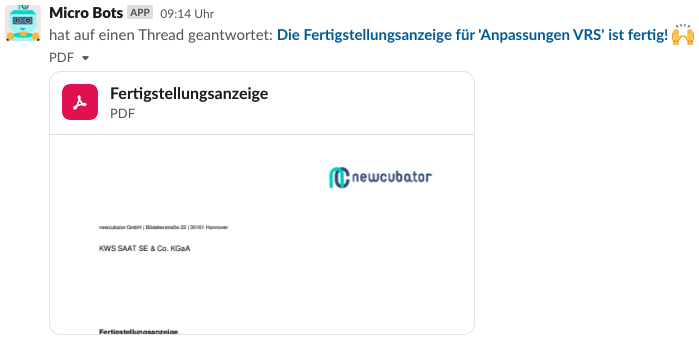 Micro Bots APP 09:14 Uhr
hat auf einen Thread geantwortet: Die Fertigstellungsanzeige für 'Anpassungen VRS' ist fertig! 🙌
PDF
Fertigstellungsanzeige
PDF
newcubator
newcubator GmbH | Bödekerstraße 22 | 30161 Hannover
KWS SAAT SE & Co. KGaA
Fertigstellungsanzeige